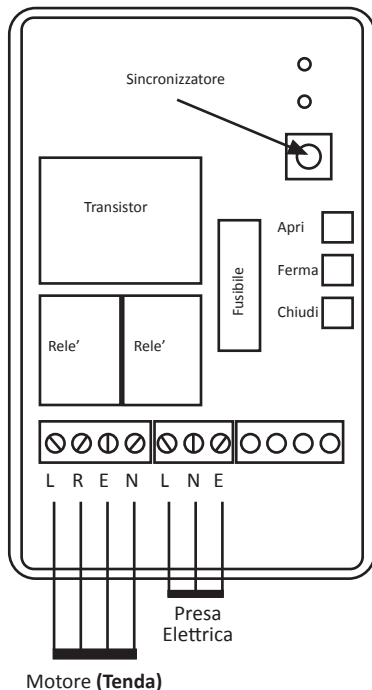 Sincronizzatore
Transistor
Fusibile
Apri
Ferma
Chiudi
Rele’ Rele’
L R E N L N E
Presa
Elettrica
Motore (Tenda)